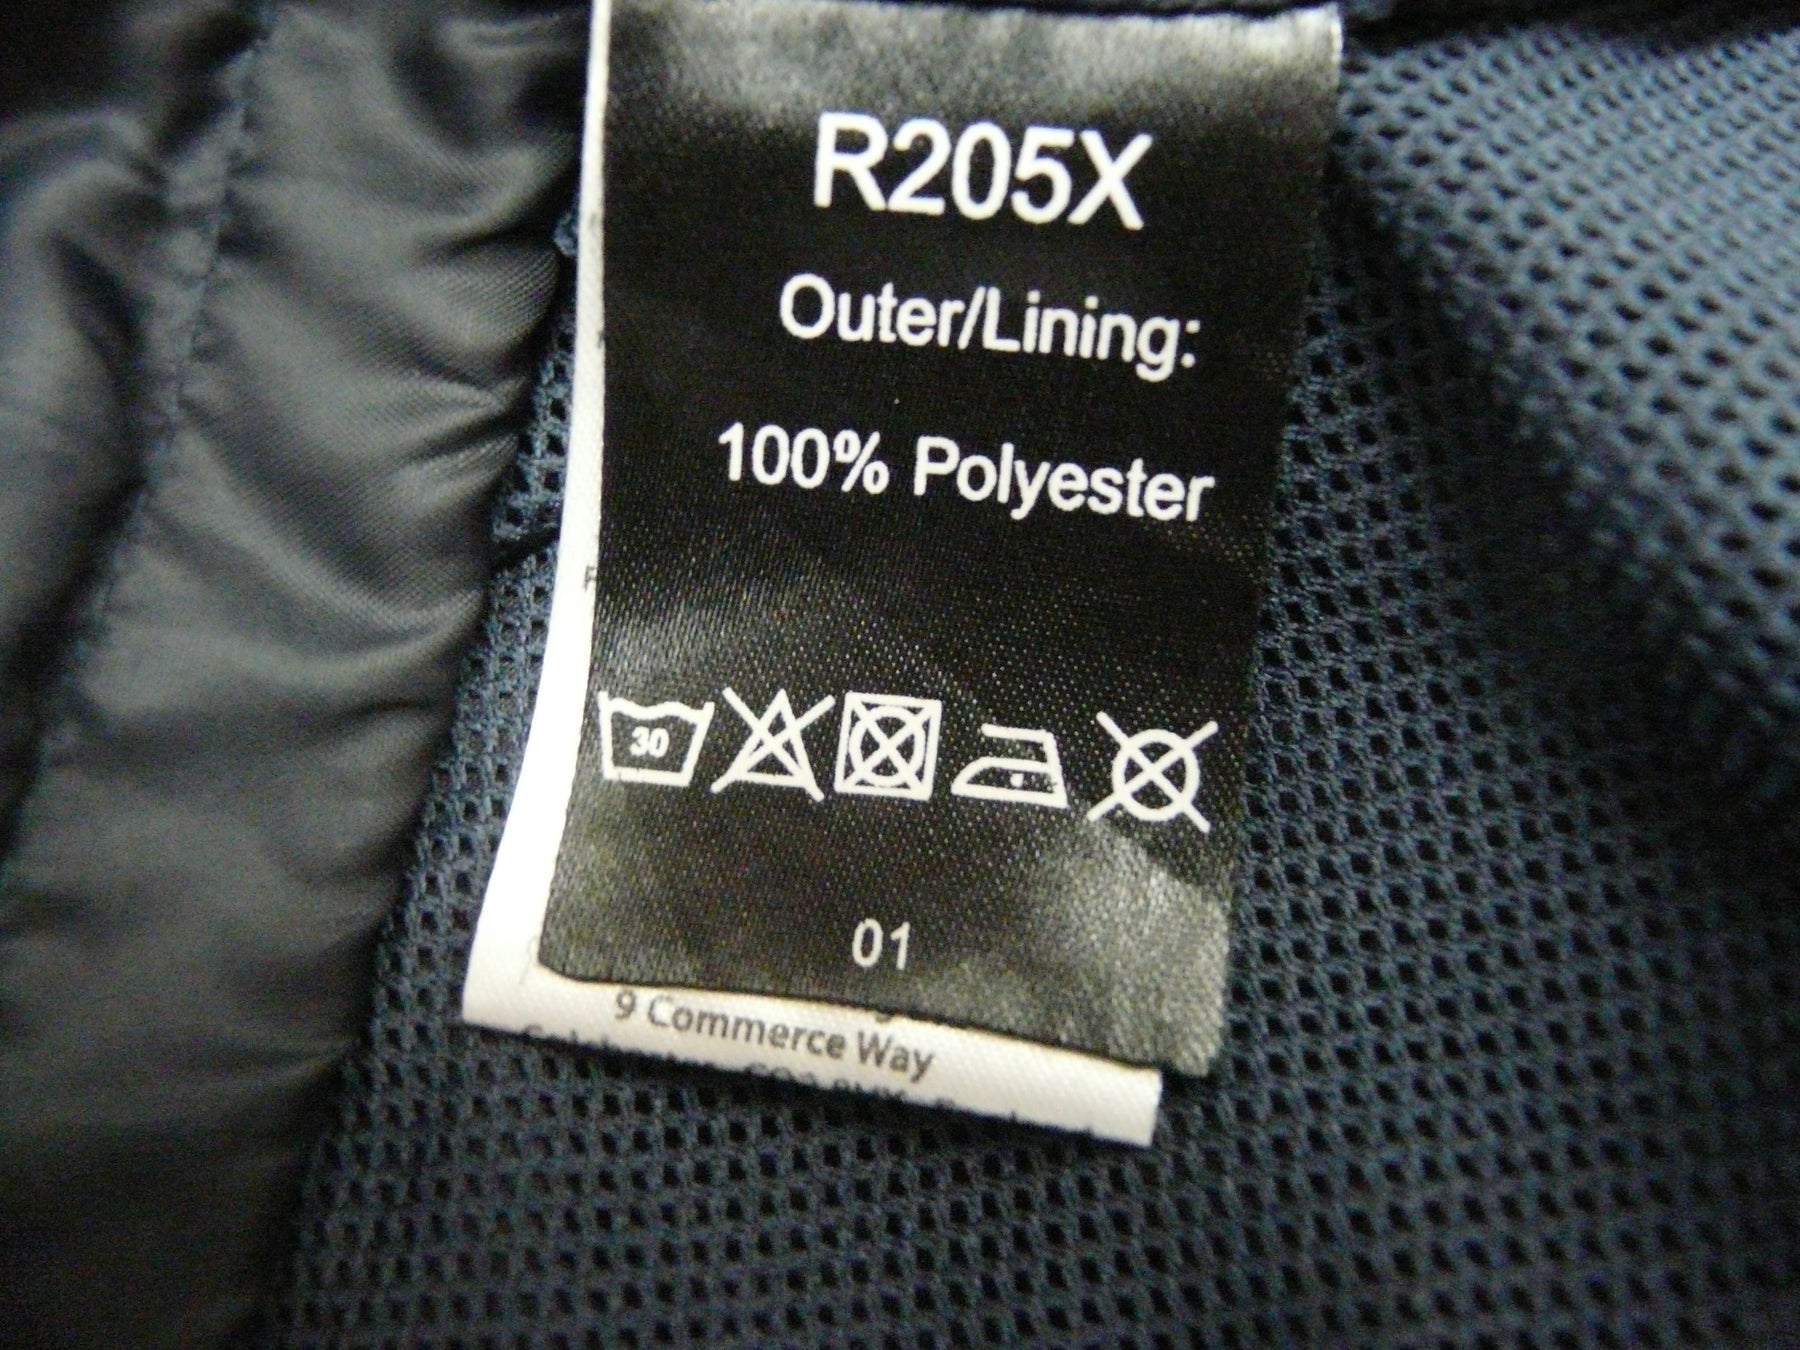 R205X
Outer/Lining:
100% Polyester
30
01
9 Commerce Way